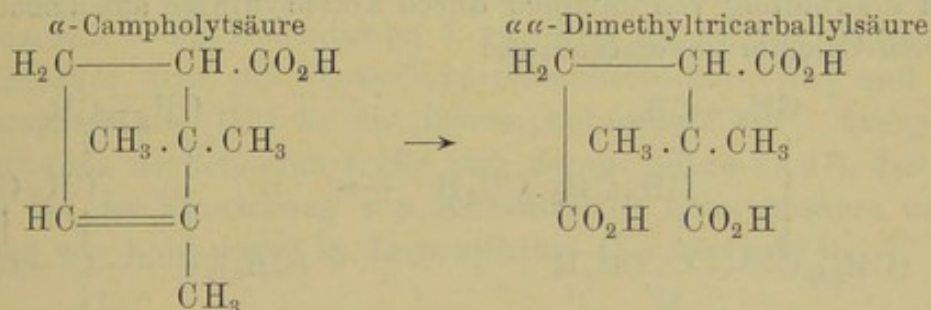 α-Campholytsäure αα-Dimethyltricarballylsäure
H₂C——CH.CO₂H H₂C——CH.CO₂H
CH₃.C.CH₃ → CH₃.C.CH₃
HC==C CO₂H CO₂H
CH₃